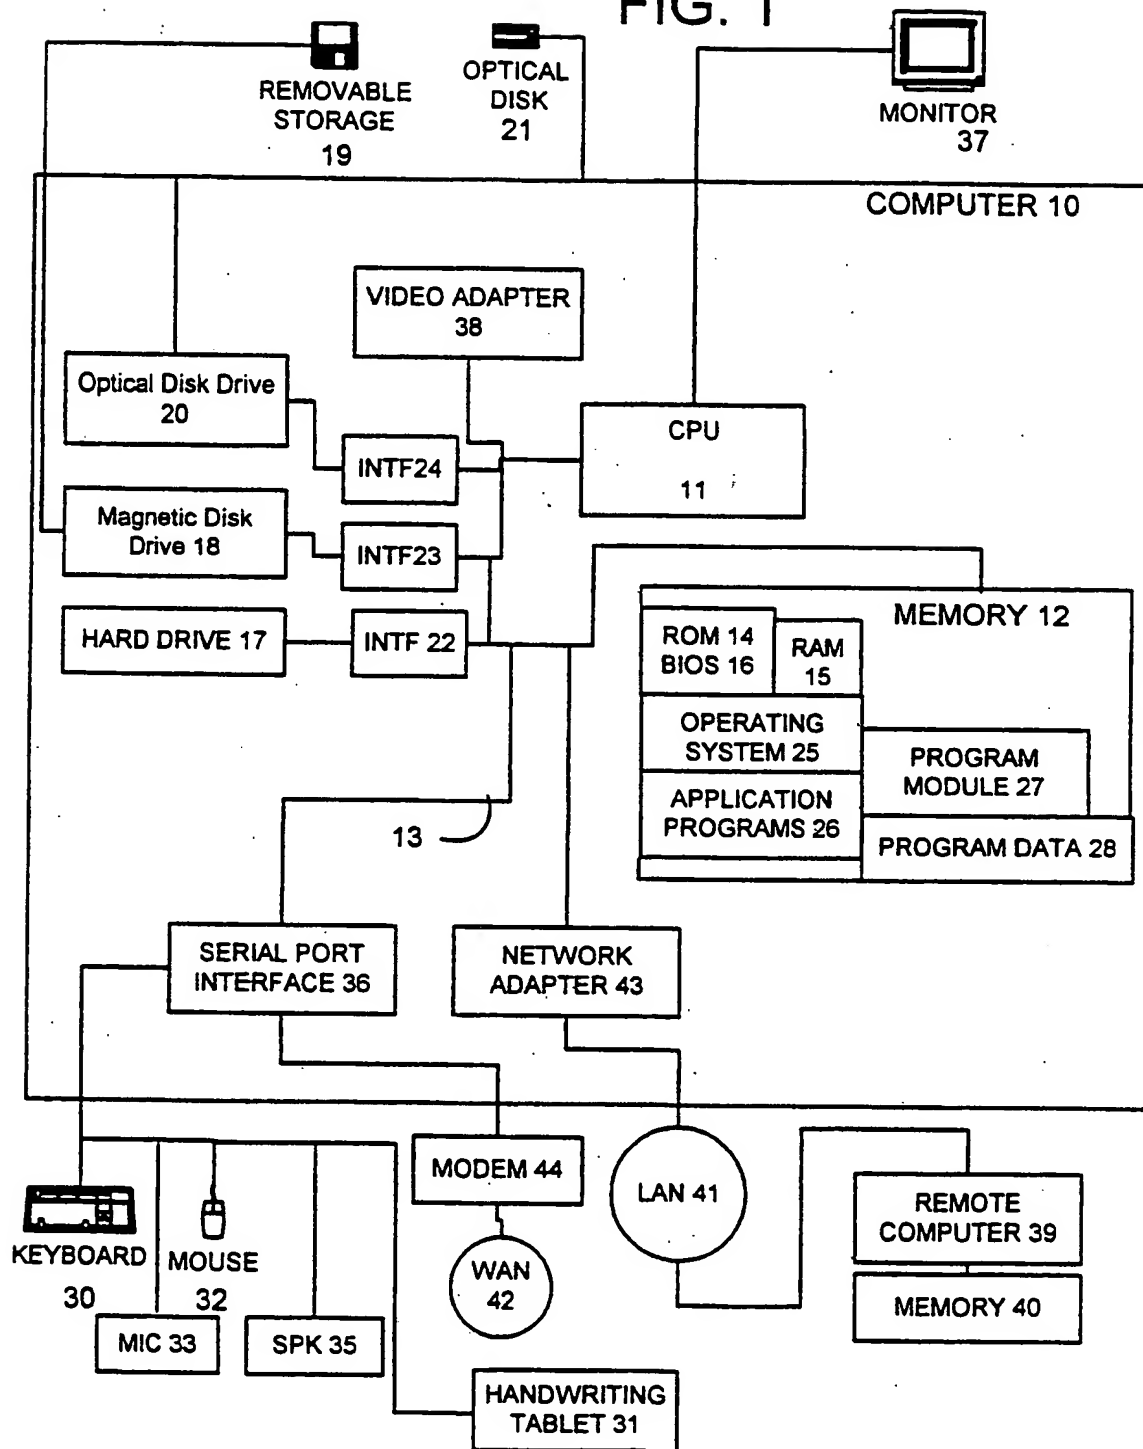 FIG. 1
REMOVABLE
STORAGE
19
OPTICAL
DISK
21
MONITOR
37
COMPUTER 10
VIDEO ADAPTER
38
Optical Disk Drive
20
INTF24
CPU
11
Magnetic Disk
Drive 18
INTF23
HARD DRIVE 17
INTF 22
MEMORY 12
ROM 14
BIOS 16
RAM
15
OPERATING
SYSTEM 25
PROGRAM
MODULE 27
APPLICATION
PROGRAMS 26
PROGRAM DATA 28
13
SERIAL PORT
INTERFACE 36
NETWORK
ADAPTER 43
MODEM 44
LAN 41
REMOTE
COMPUTER 39
MEMORY 40
KEYBOARD
30
MOUSE
32
WAN
42
MIC 33
SPK 35
HANDWRITING
TABLET 31